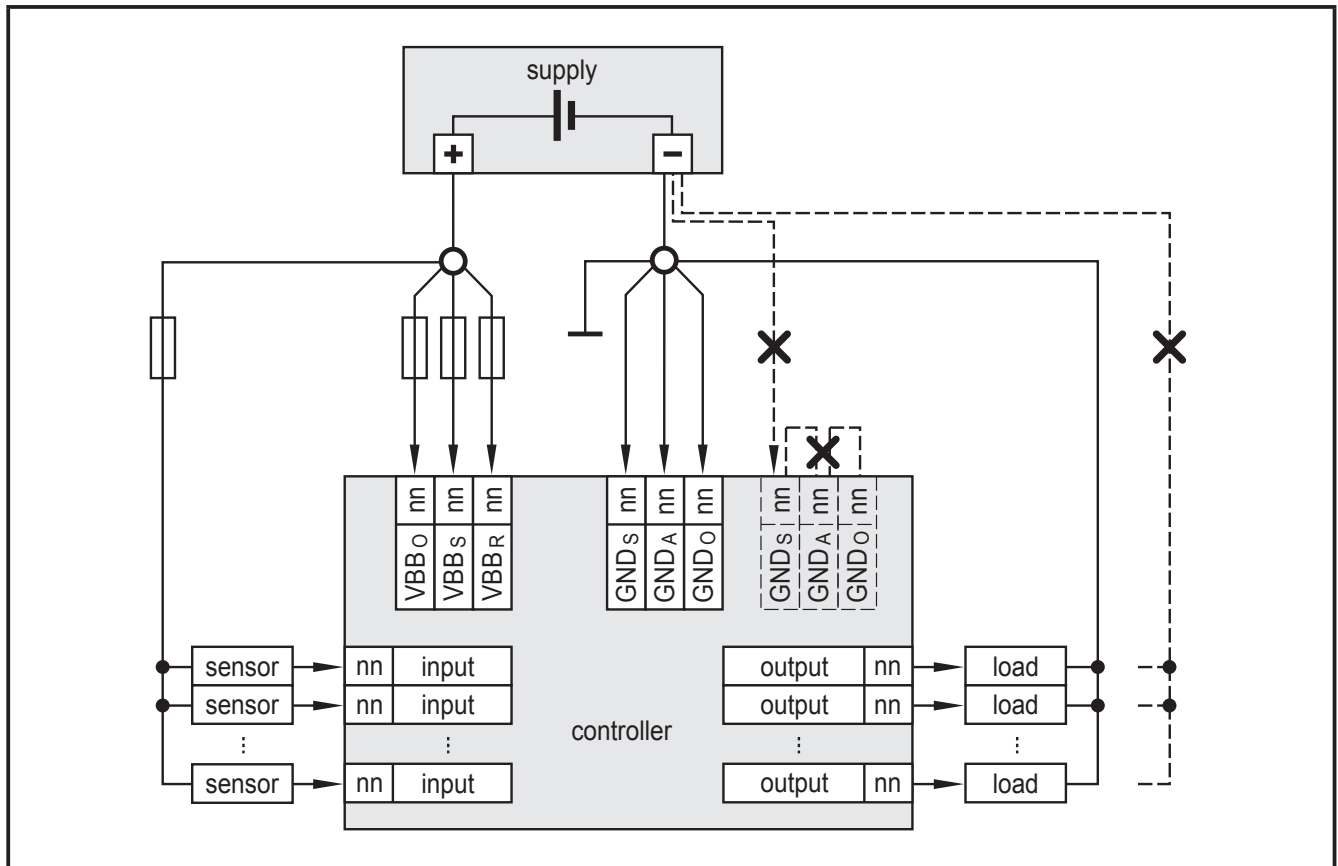 supply
+
−
nn nn nn nn nn nn nn nn nn
VBBO VBBS VBBR GNDS GNDA GNDO GNDS GNDA GNDO
sensor nn input output nn load
sensor nn input output nn load
controller
sensor nn input output nn load